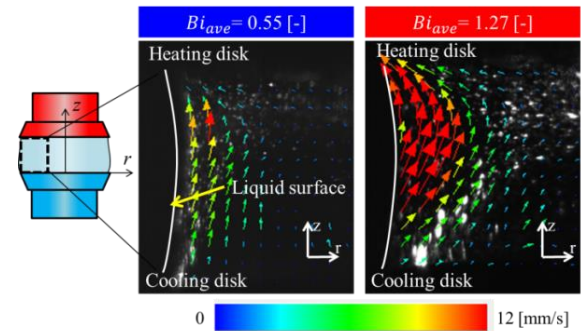 Bi_ave= 0.55 [-]
Bi_ave= 1.27 [-]
Heating disk
Heating disk
z
r
Liquid surface
z
r
z
r
Cooling disk
Cooling disk
0
12 [mm/s]